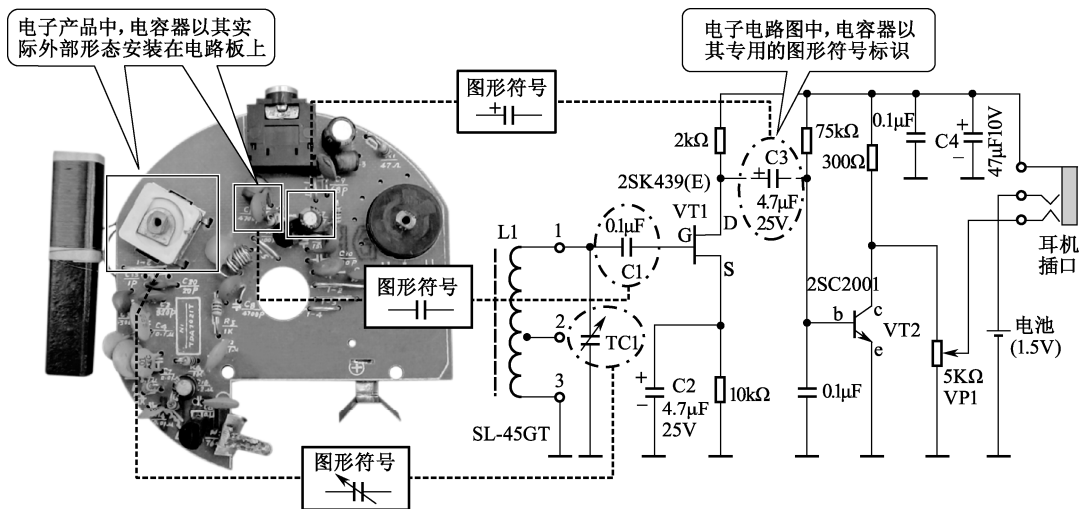 电子产品中，电容器以其实
际外部形态安装在电路板上
电子电路图中，电容器以
其专用的图形符号标识
图形符号
+
图形符号
图形符号
L1
1
2
3
SL-45GT
0.1μF
C1
TC1
2kΩ
2SK439(E)
VT1
G
D
S
C3
+
4.7μF
25V
75kΩ
300Ω
0.1μF
C4
+
−
47μF10V
+
−
C2
4.7μF
25V
10kΩ
2SC2001
b
c
e
VT2
0.1μF
5KΩ
VP1
电池
(1.5V)
耳机
插口